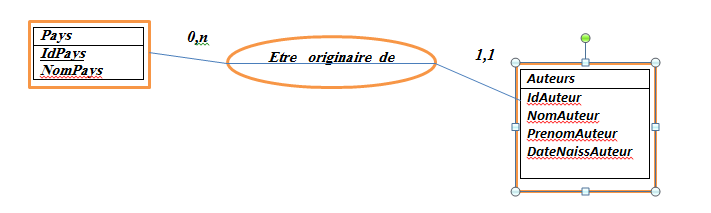 Pays
IdPays
NomPays
0,n
Etre originaire de
1,1
Auteurs
IdAuteur
NomAuteur
PrenomAuteur
DateNaissAuteur